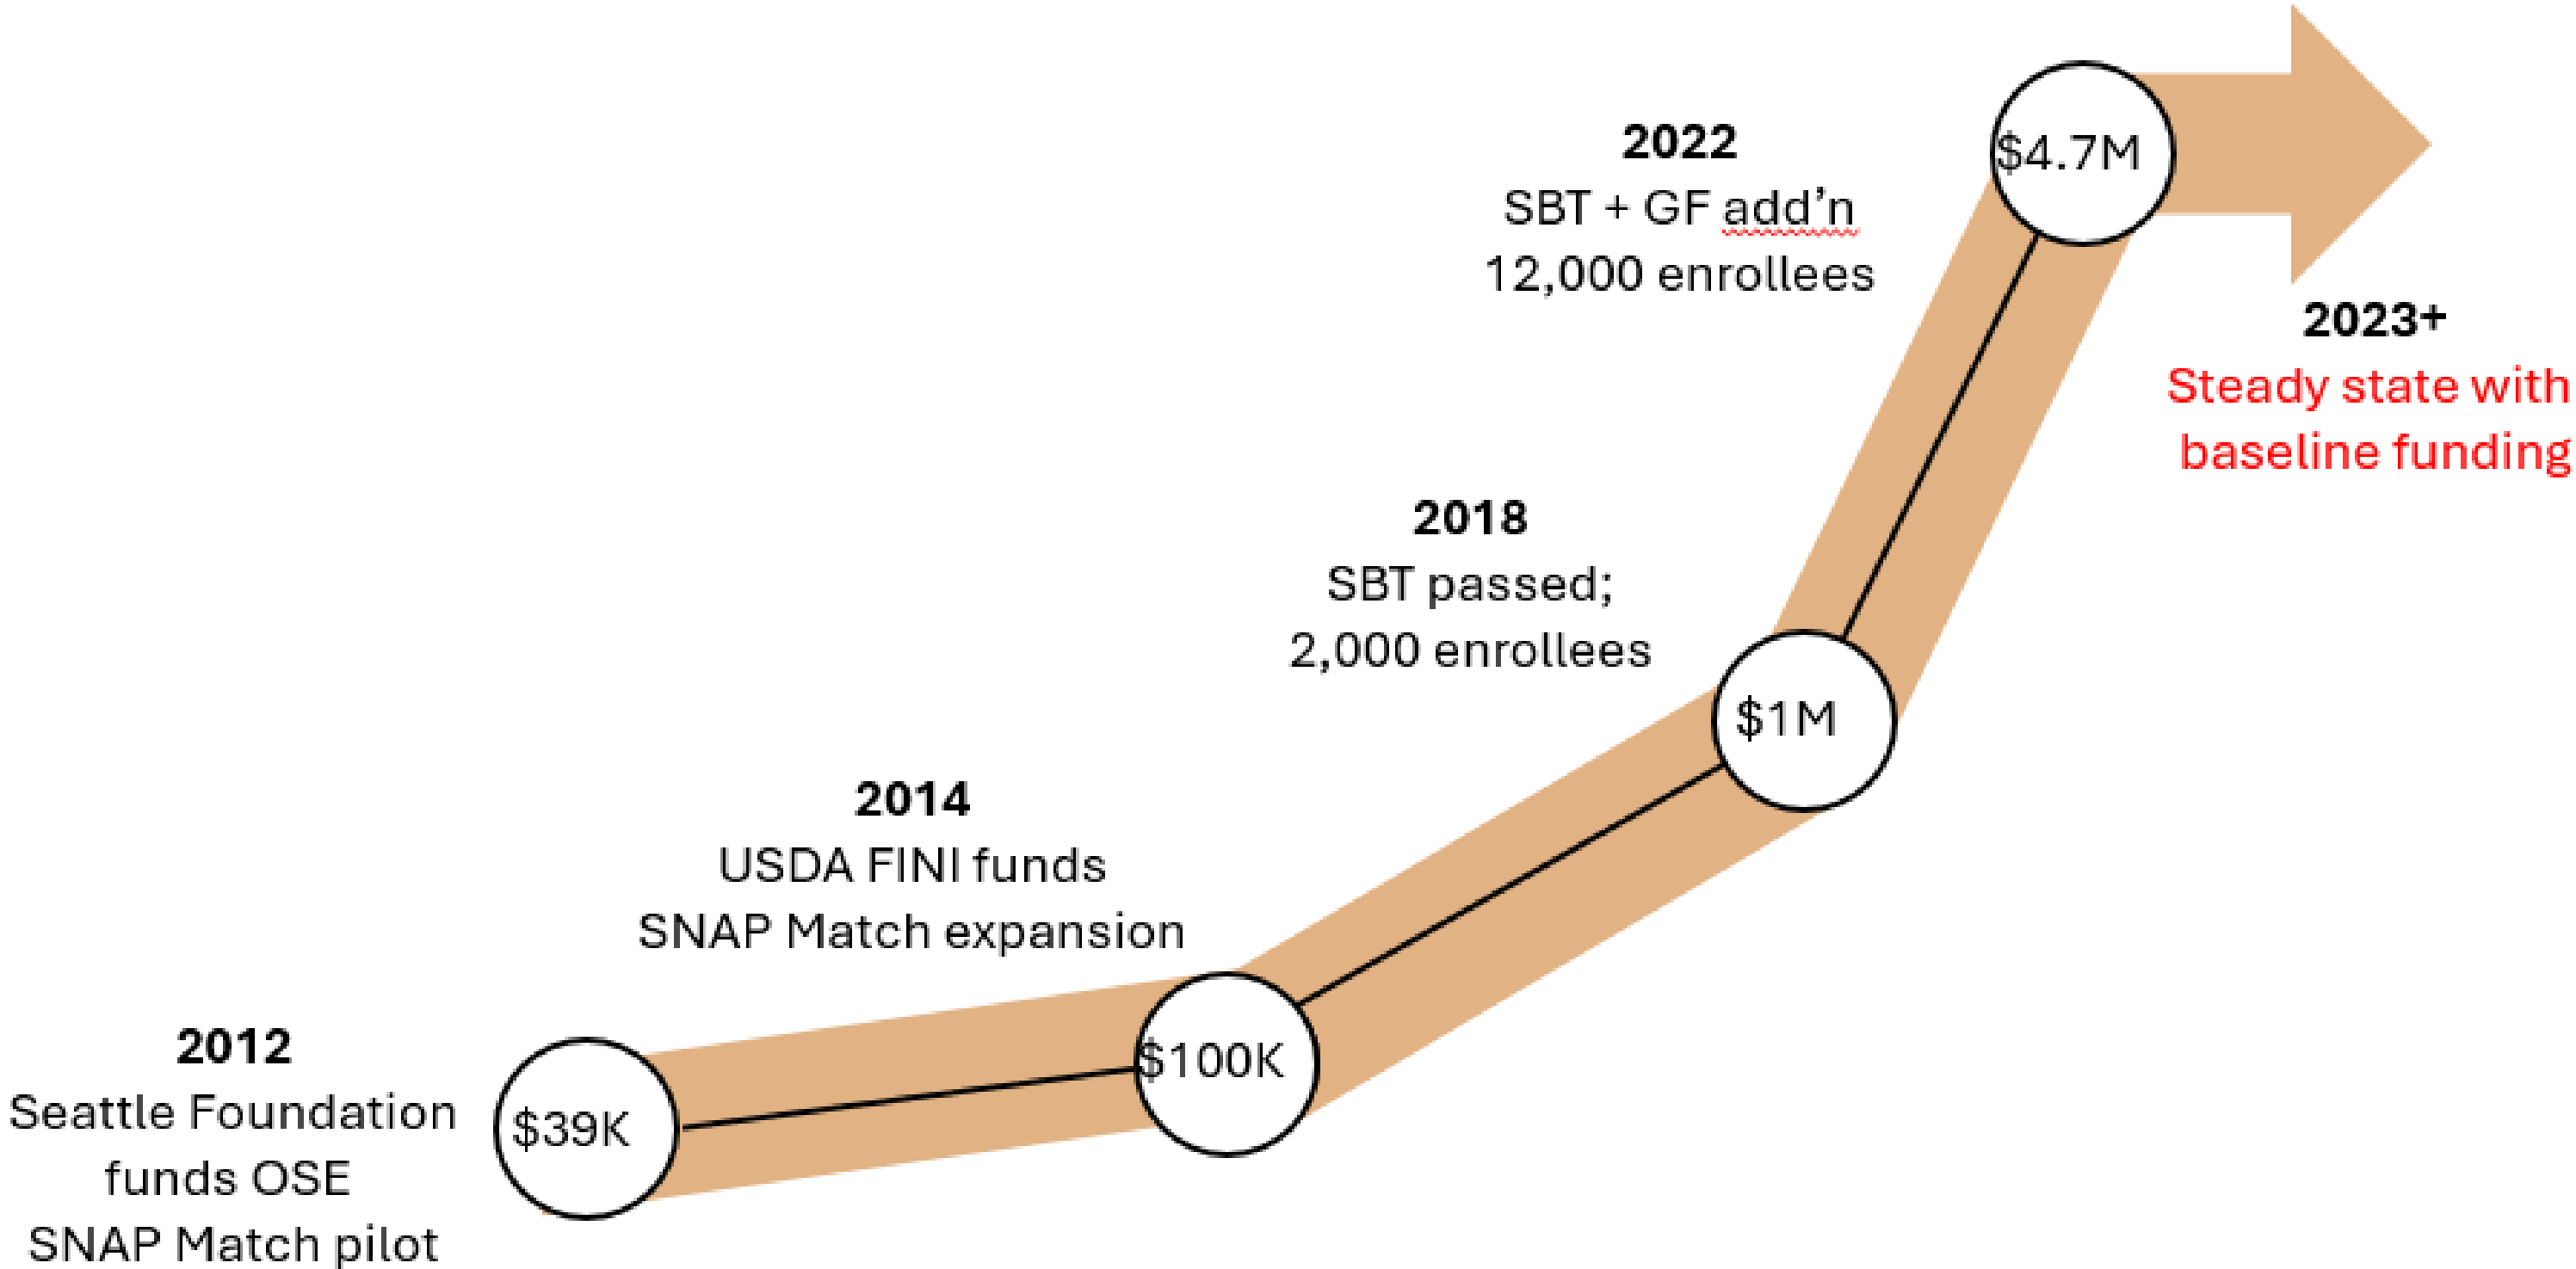 2012
Seattle Foundation
funds OSE
SNAP Match pilot
$39K
2014
USDA FINI funds
SNAP Match expansion
$100K
2018
SBT passed;
2,000 enrollees
$1M
2022
SBT + GF add’n
12,000 enrollees
$4.7M
2023+
Steady state with
baseline funding